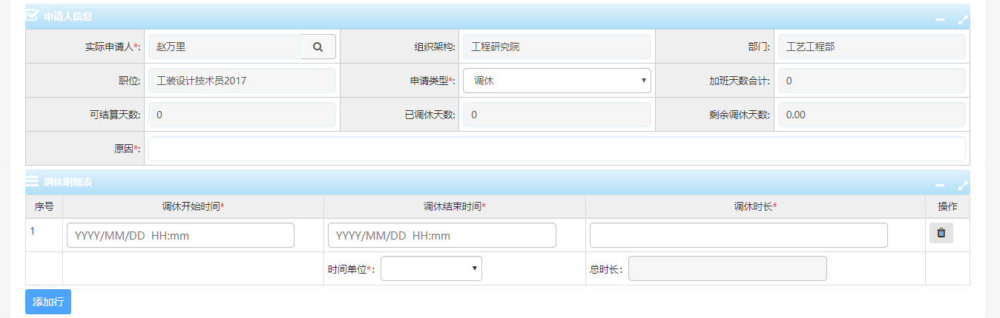 申请人信息
实际申请人*: 赵万里 组织架构: 工程研究院 部门: 工艺工程部
职位: 工装设计技术员2017 申请类型*: 调休 加班天数合计: 0
可结算天数: 0 已调休天数: 0 剩余调休天数: 0.00
原因*:
调休明细表
序号 调休开始时间* 调休结束时间* 调休时长* 操作
1 YYYY/MM/DD HH:mm YYYY/MM/DD HH:mm
时间单位*: 总时长:
添加行